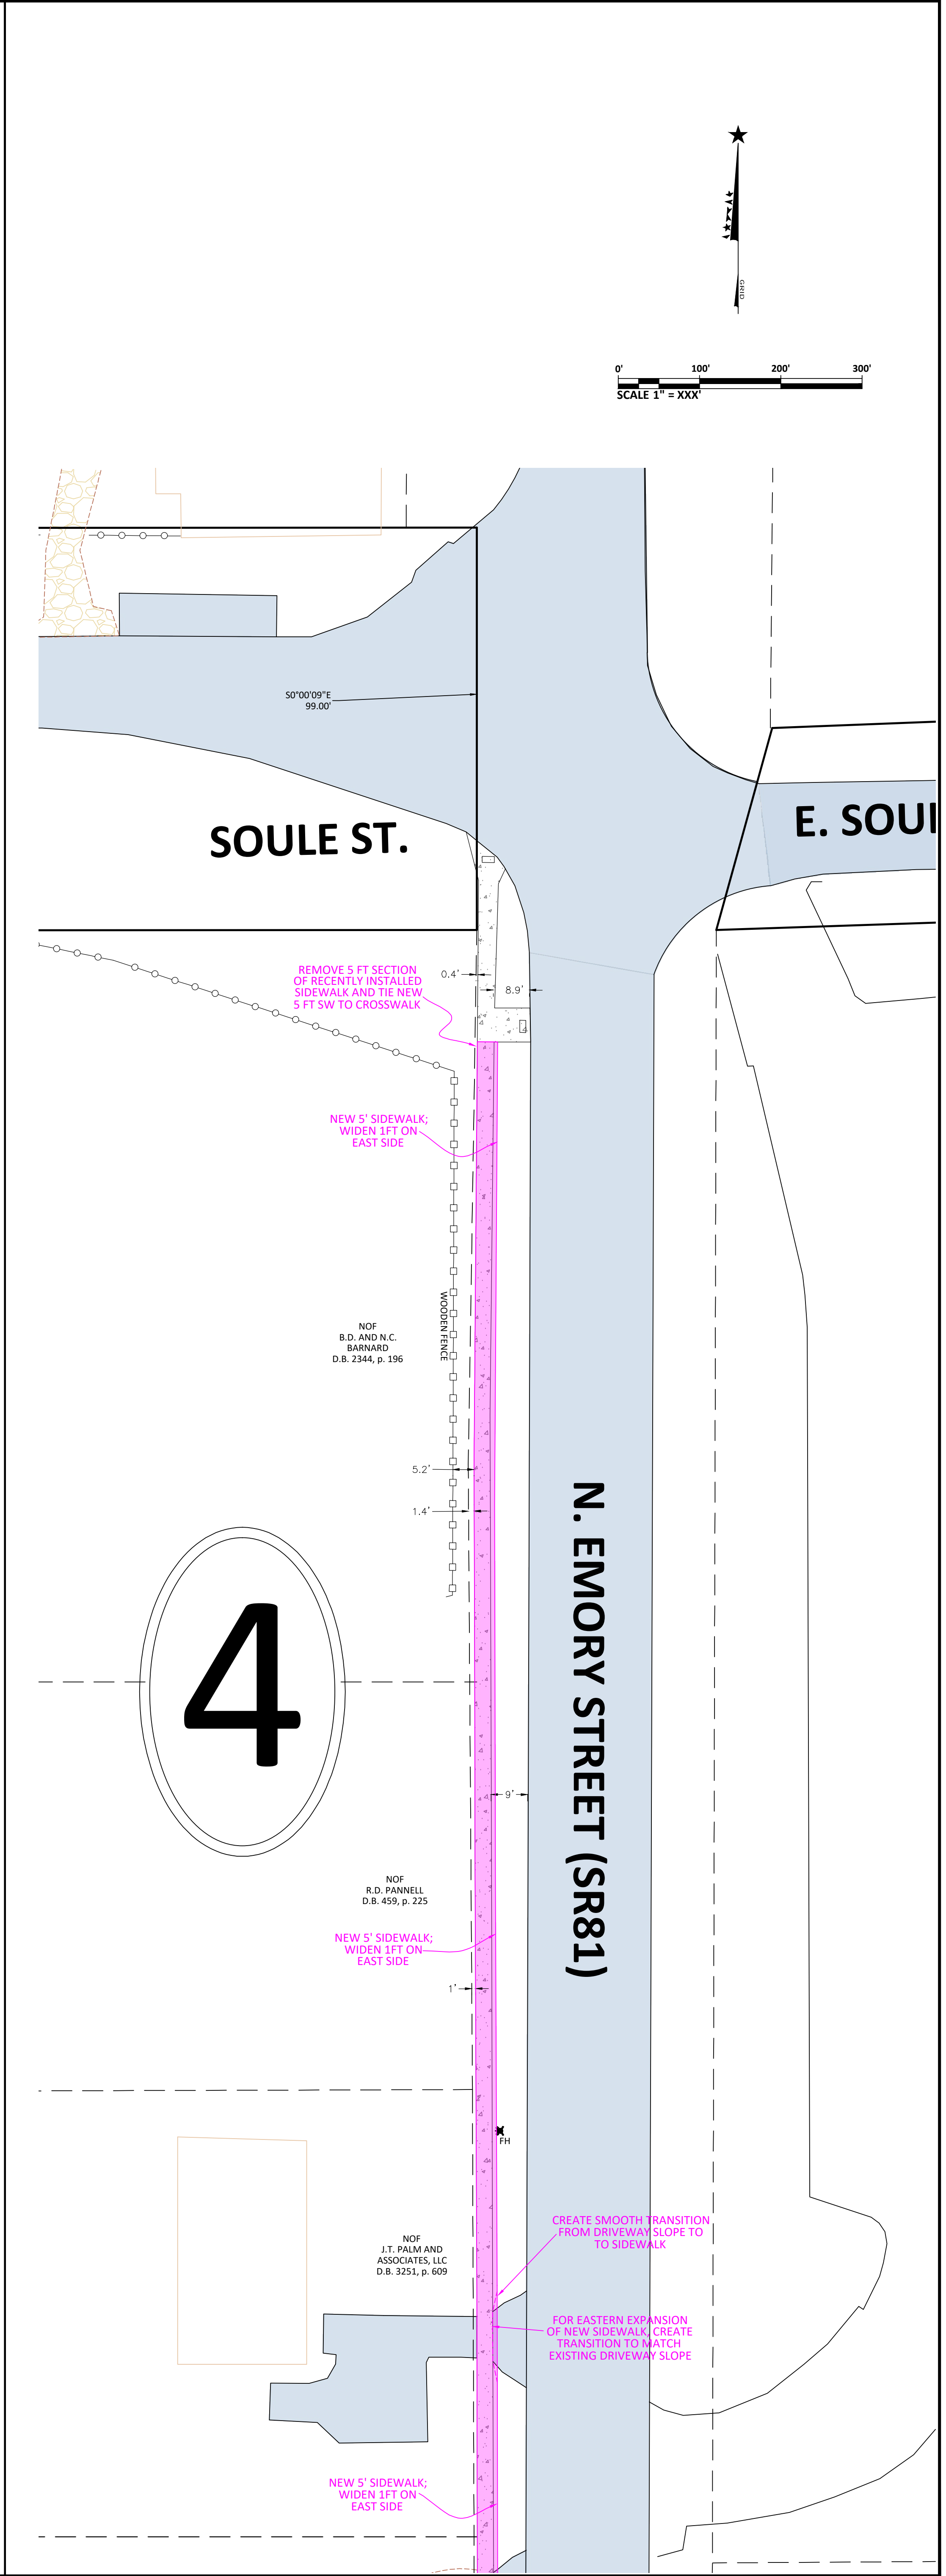 GRID
0' 100' 200' 300'
SCALE 1" = XXX'
S0°00'09"E
99.00'
SOULE ST.
E. SOUL
REMOVE 5 FT SECTION
OF RECENTLY INSTALLED
SIDEWALK AND TIE NEW
5 FT SW TO CROSSWALK
0.4'
8.9'
NEW 5' SIDEWALK;
WIDEN 1FT ON
EAST SIDE
WOODEN FENCE
NOF
B.D. AND N.C.
BARNARD
D.B. 2344, p. 196
5.2'
1.4'
N. EMORY STREET (SR81)
4
9'
NOF
R.D. PANNELL
D.B. 459, p. 225
NEW 5' SIDEWALK;
WIDEN 1FT ON
EAST SIDE
1'
FH
CREATE SMOOTH TRANSITION
FROM DRIVEWAY SLOPE TO
TO SIDEWALK
NOF
J.T. PALM AND
ASSOCIATES, LLC
D.B. 3251, p. 609
FOR EASTERN EXPANSION
OF NEW SIDEWALK, CREATE
TRANSITION TO MATCH
EXISTING DRIVEWAY SLOPE
NEW 5' SIDEWALK;
WIDEN 1FT ON
EAST SIDE